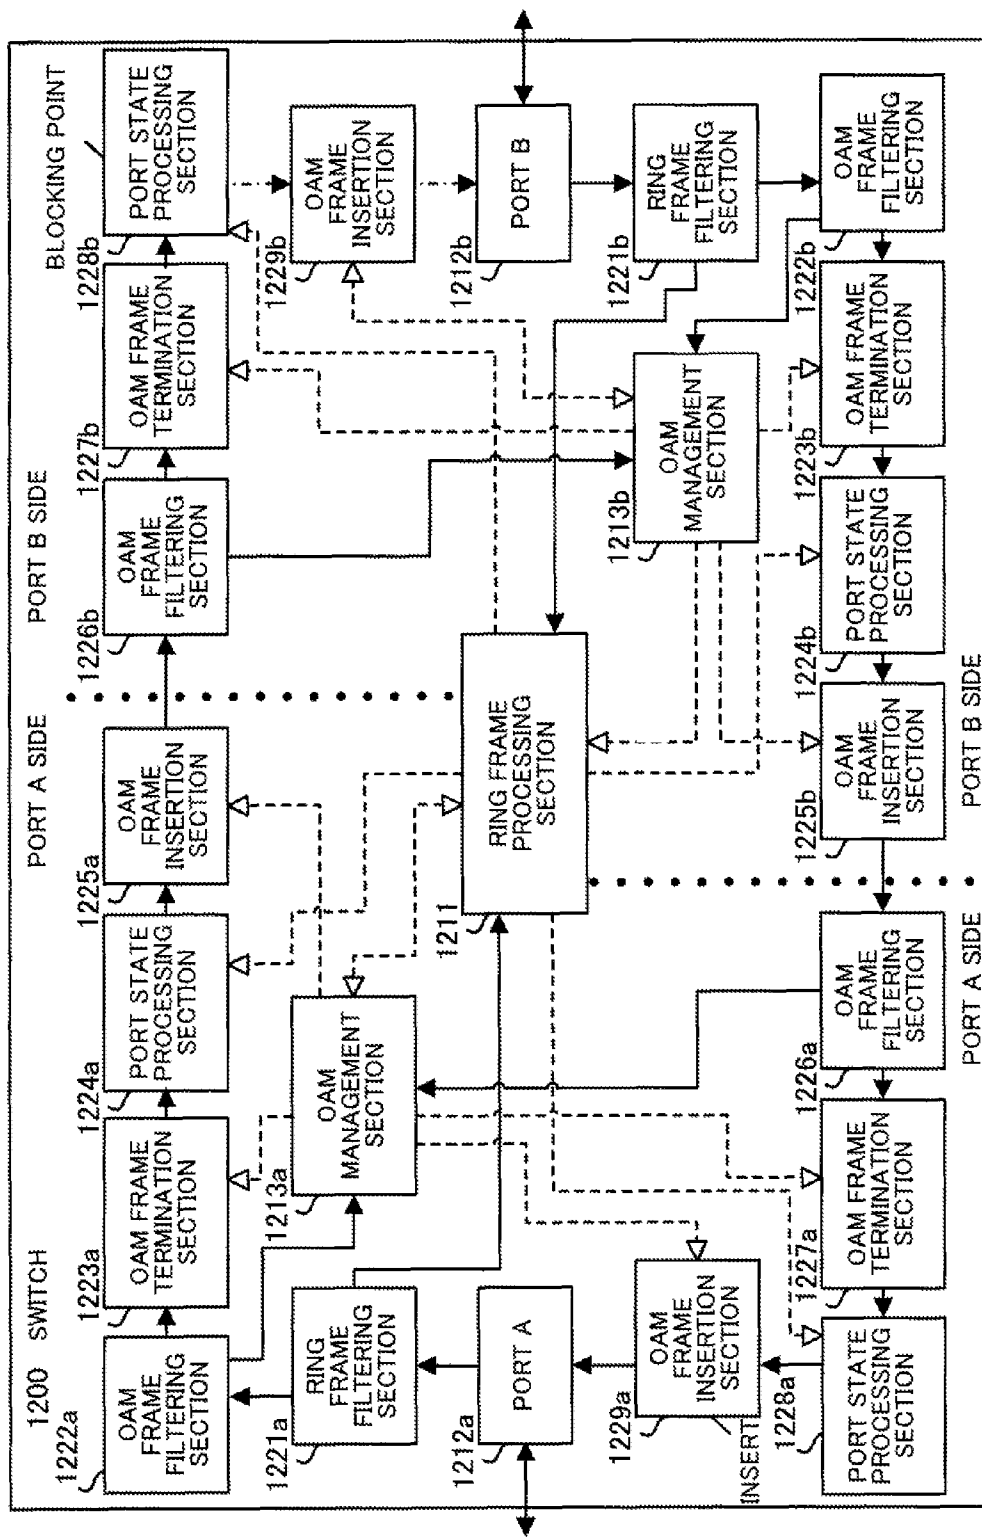 1200 SWITCH
PORT A SIDE
PORT B SIDE
BLOCKING POINT
1222a
OAM
FRAME
FILTERING
SECTION
1223a
OAM FRAME
TERMINATION
SECTION
1224a
PORT STATE
PROCESSING
SECTION
1225a
OAM
FRAME
INSERTION
SECTION
1226b
OAM
FRAME
FILTERING
SECTION
1227b
OAM FRAME
TERMINATION
SECTION
1228b
PORT STATE
PROCESSING
SECTION
1221a
RING
FRAME
FILTERING
SECTION
1213a
OAM
MANAGEMENT
SECTION
1229b
OAM
FRAME
INSERTION
SECTION
1212a
PORT A
1211
RING FRAME
PROCESSING
SECTION
1212b
PORT B
1229a
OAM
FRAME
INSERTION
SECTION
INSERT
1213b
OAM
MANAGEMENT
SECTION
1221b
RING
FRAME
FILTERING
SECTION
1228a
PORT STATE
PROCESSING
SECTION
1227a
OAM FRAME
TERMINATION
SECTION
1226a
OAM
FRAME
FILTERING
SECTION
1225b
OAM
FRAME
INSERTION
SECTION
1224b
PORT STATE
PROCESSING
SECTION
1223b
OAM FRAME
TERMINATION
SECTION
1222b
OAM
FRAME
FILTERING
SECTION
PORT A SIDE
PORT B SIDE